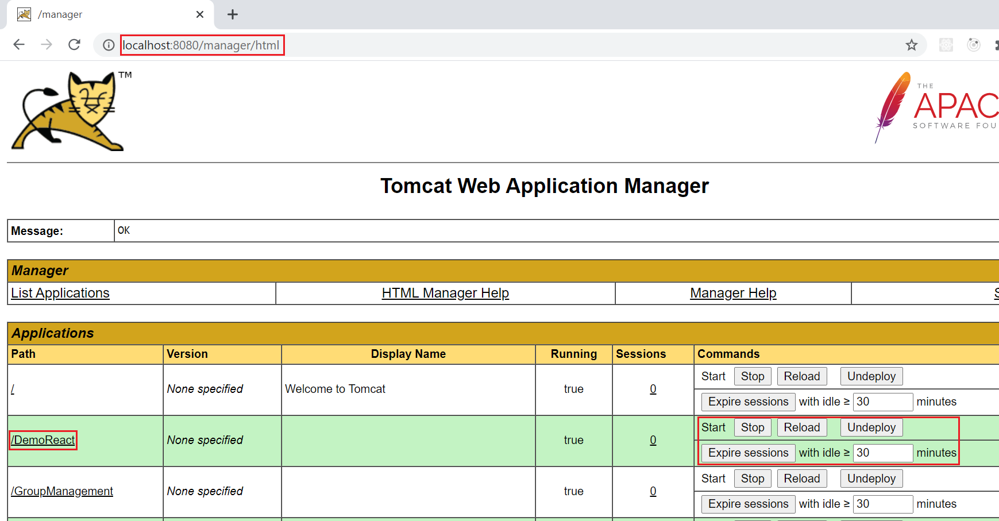 /manager
localhost:8080/manager/html
TM
THE
APAC
SOFTWARE FOU
Tomcat Web Application Manager
Message: OK
Manager
List Applications HTML Manager Help Manager Help S
Applications
Path Version Display Name Running Sessions Commands
Start Stop Reload Undeploy
/ None specified Welcome to Tomcat true 0
Expire sessions with idle ≥ 30 minutes
Start Stop Reload Undeploy
/DemoReact None specified true 0
Expire sessions with idle ≥ 30 minutes
Start Stop Reload Undeploy
/GroupManagement None specified true 0
Expire sessions with idle ≥ 30 minutes